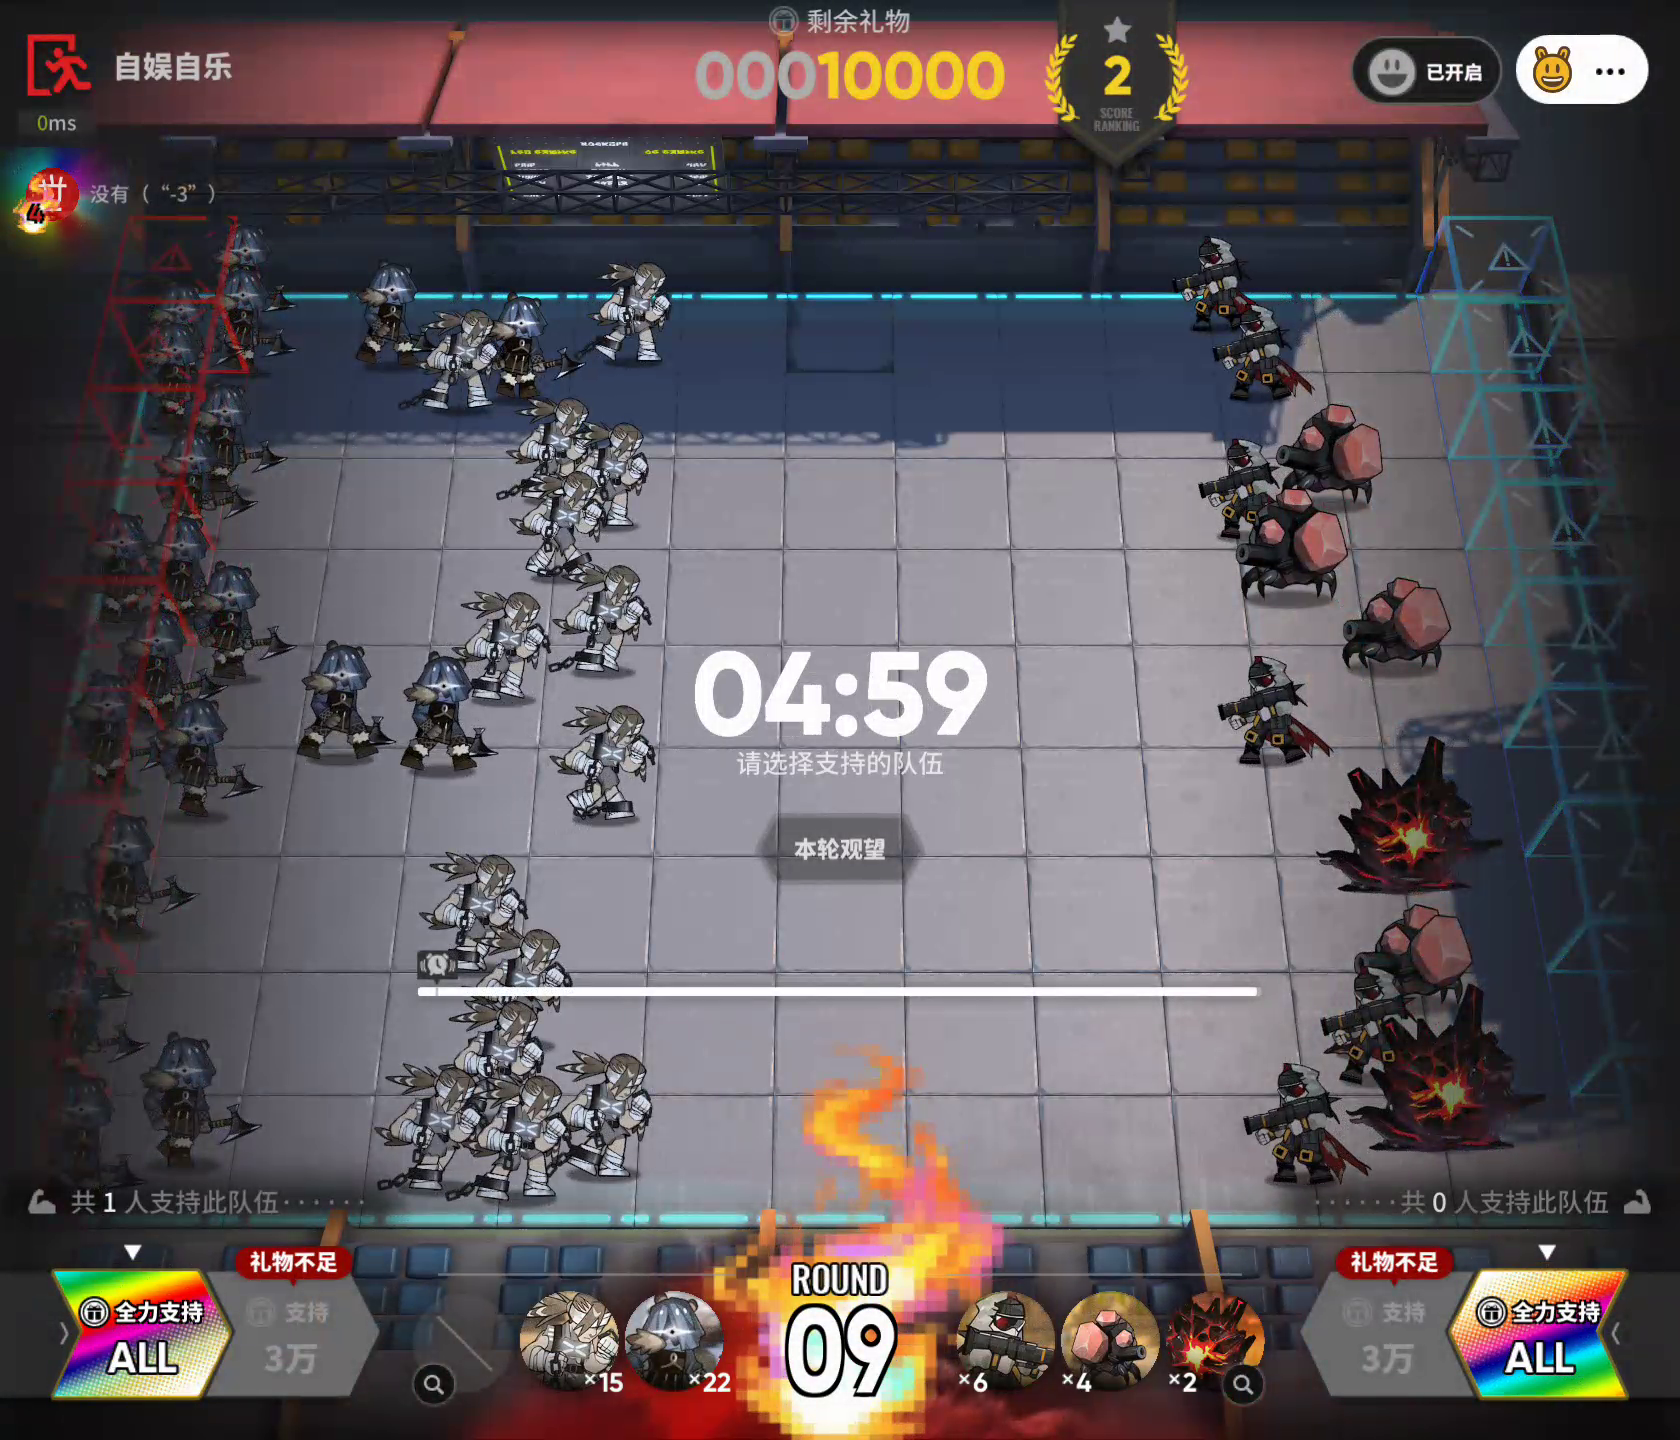 剩余礼物
自娱自乐
00010000
2
SCORE
RANKING
已开启
0ms
4
没有（ “-3” ）
04:59
请选择支持的队伍
本轮观望
共 1 人支持此队伍······
······共 0 人支持此队伍
礼物不足
礼物不足
全力支持
ALL
支持
3万
×15
×22
ROUND
09
×6
×4
×2
支持
3万
全力支持
ALL